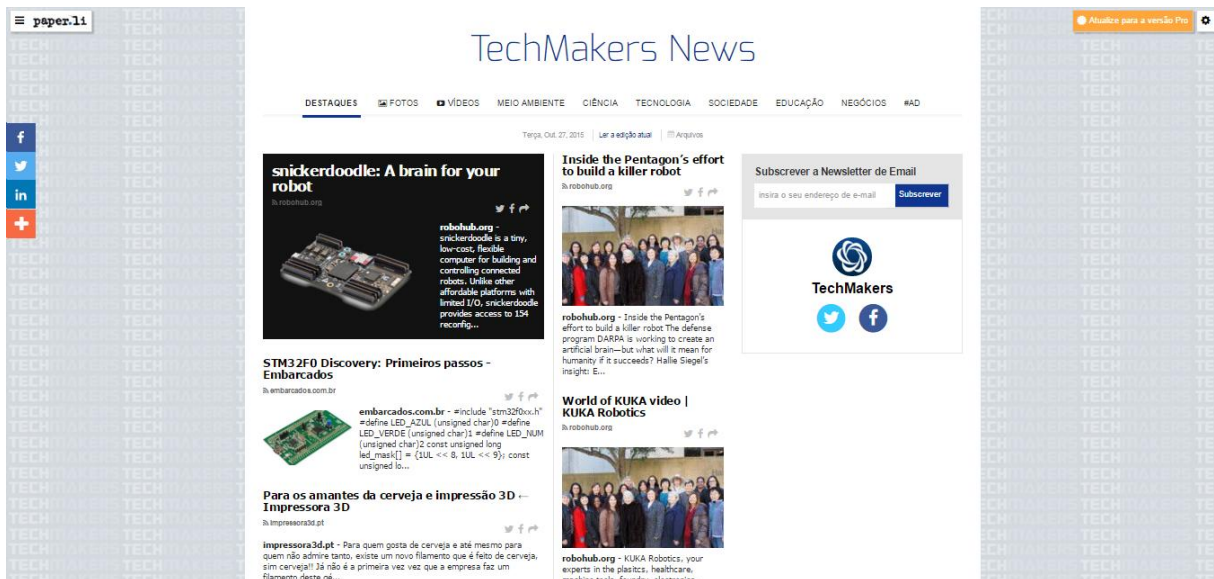 paper.li
Atualize para a versão Pro
TechMakers News
DESTAQUES FOTOS VÍDEOS MEIO AMBIENTE CIÊNCIA TECNOLOGIA SOCIEDADE EDUCAÇÃO NEGÓCIOS #AD
Terça, Out. 27, 2015 Ler a edição atual Arquivos
snickerdoodle: A brain for your
robot
robohub.org
robohub.org -
snickerdoodle is a tiny,
low-cost, flexible
computer for building and
controlling connected
robots. Unlike other
affordable platforms with
limited I/O, snickerdoodle
provides access to 154
reconfig...
STM32F0 Discovery: Primeiros passos -
Embarcados
embarcados.com.br
embarcados.com.br - #include "stm32f0xx.h"
#define LED_AZUL (unsigned char)0 #define
LED_VERDE (unsigned char)1 #define LED_NUM
(unsigned char)2 const unsigned long
led_mask[] = {1UL << 8, 1UL << 9}; const
unsigned lo...
Para os amantes da cerveja e impressão 3D ←
Impressora 3D
impressora3d.pt
impressora3d.pt - Para quem gosta de cerveja e até mesmo para
quem não admire tanto, existe um novo filamento que é feito de cerveja,
sim cerveja!! Já não é a primeira vez vez que a empresa faz um
filamento deste gé...
Inside the Pentagon's effort
to build a killer robot
robohub.org
robohub.org - Inside the Pentagon's
effort to build a killer robot The defense
program DARPA is working to create an
artificial brain—but what will it mean for
humanity if it succeeds? Hallie Siegel's
insight: E...
World of KUKA video |
KUKA Robotics
robohub.org
robohub.org - KUKA Robotics, your
experts in the plasitcs, healthcare,
Subscrever a Newsletter de Email
insira o seu endereço de e-mail Subscrever
TechMakers